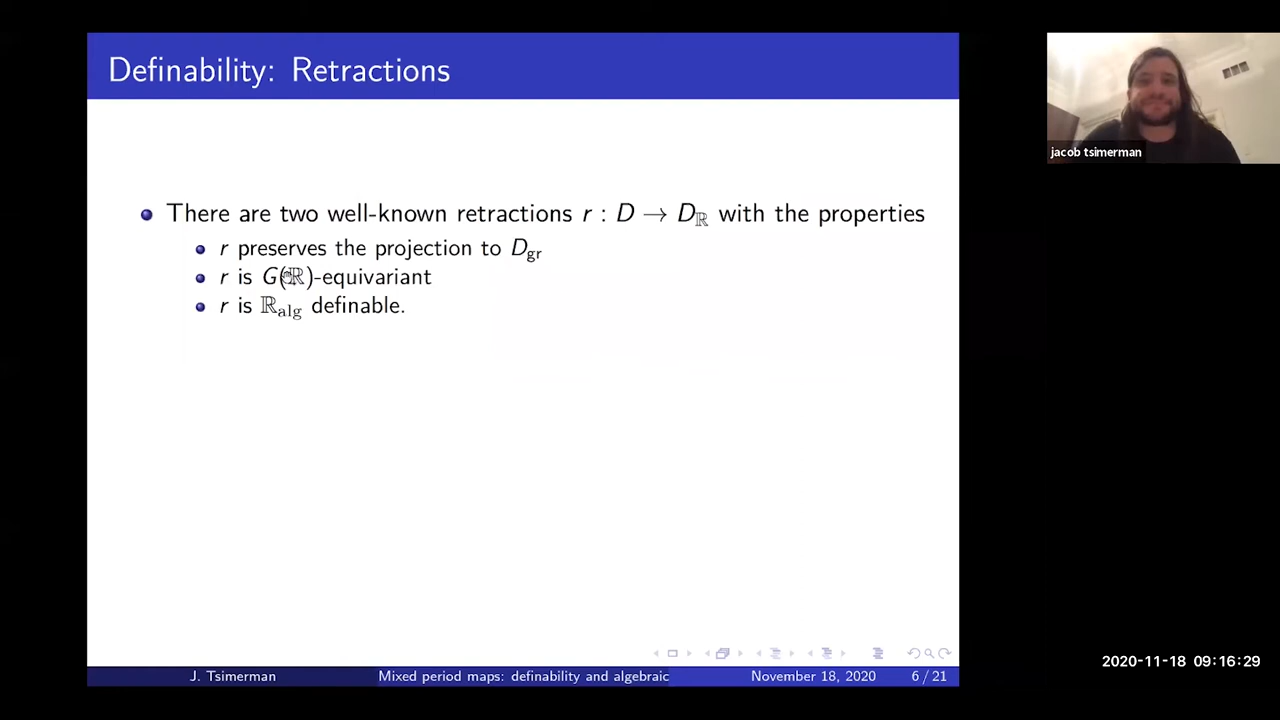 Definability: Retractions
jacob tsimerman
There are two well-known retractions r : D → D_ℝ with the properties
r preserves the projection to D_gr
r is G(ℝ)-equivariant
r is ℝ_alg definable.
2020-11-18 09:16:29
J. Tsimerman Mixed period maps: definability and algebraic November 18, 2020 6 / 21